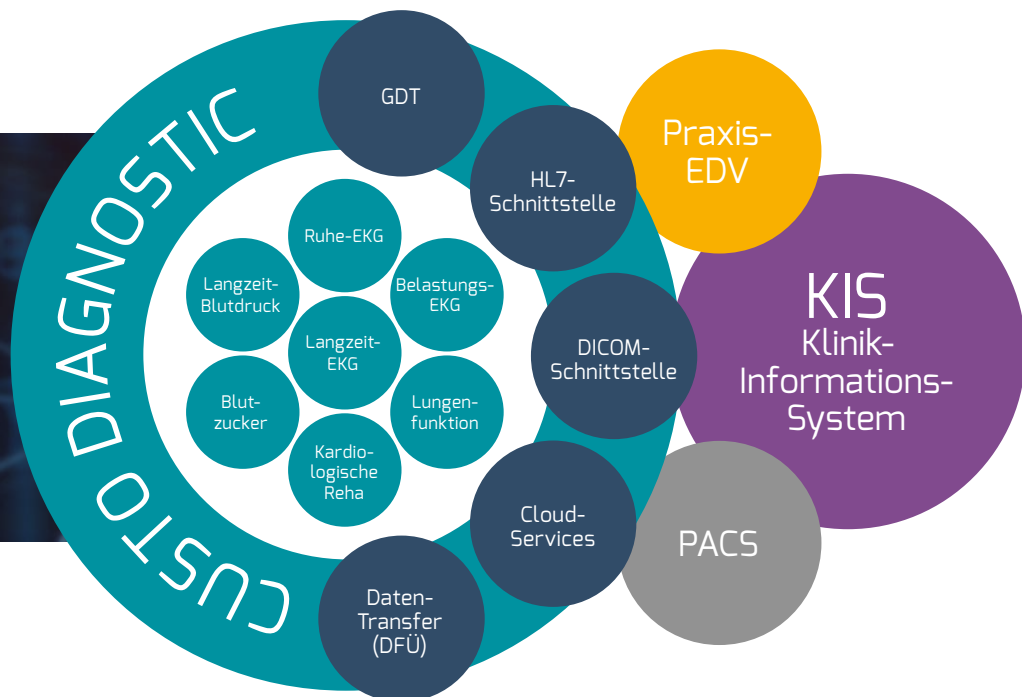 CUSTO DIAGNOSTIC
GDT
HL7-
Schnittstelle
DICOM-
Schnittstelle
Cloud-
Services
Daten-
Transfer
(DFÜ)
Ruhe-EKG
Langzeit-
Blutdruck
Belastungs-
EKG
Langzeit-
EKG
Blut-
zucker
Lungen-
funktion
Kardio-
logische
Reha
Praxis-
EDV
KIS
Klinik-
Informations-
System
PACS